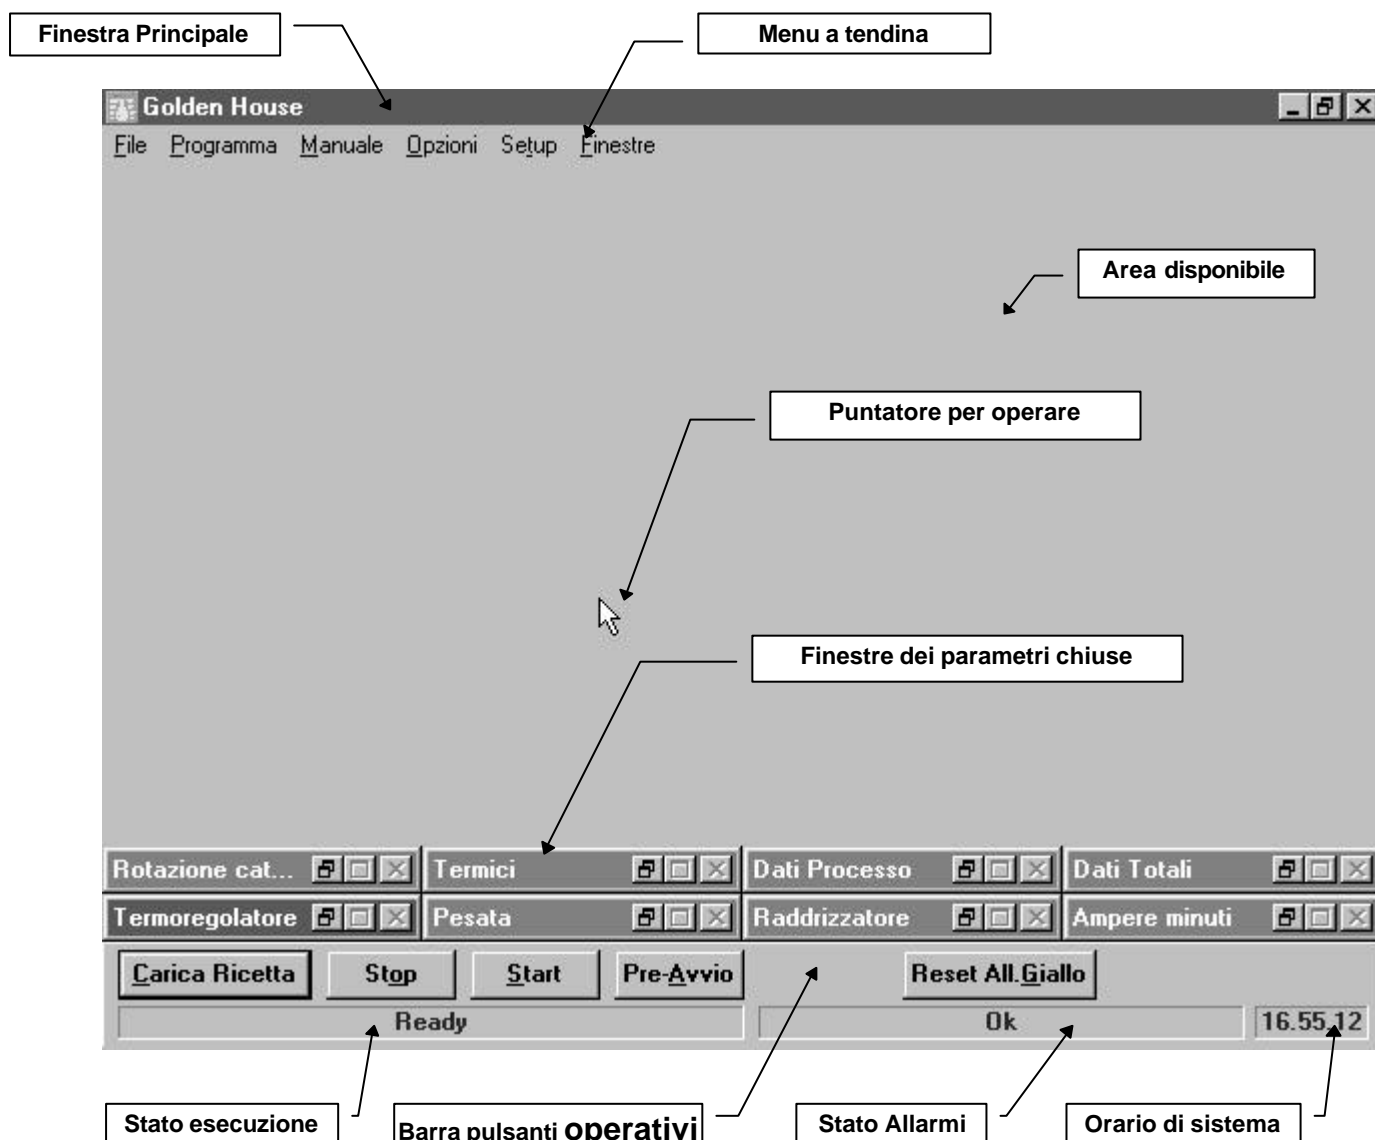 Finestra Principale
Menu a tendina
Golden House
File Programma Manuale Opzioni Setup Finestre
Area disponibile
Puntatore per operare
Finestre dei parametri chiuse
Rotazione cat... Termici Dati Processo Dati Totali
Termoregolatore Pesata Raddrizzatore Ampere minuti
Carica Ricetta Stop Start Pre-Avvio Reset All.Giallo
Ready Ok 16.55.12
Stato esecuzione Barra pulsanti operativi Stato Allarmi Orario di sistema